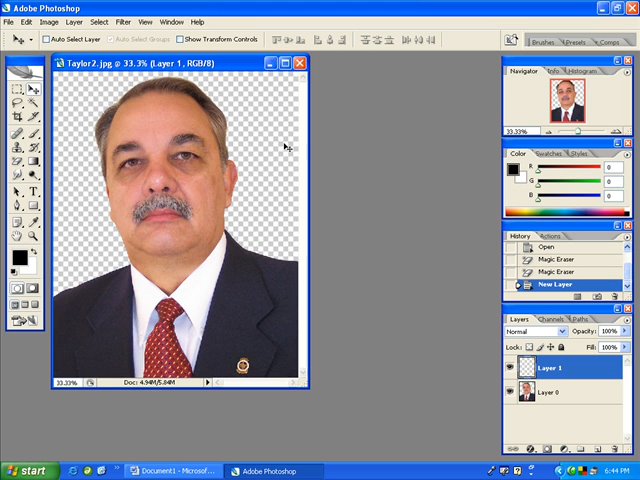 Adobe Photoshop
File Edit Image Layer Select Filter View Window Help
Auto Select Layer Auto Select Groups Show Transform Controls
Brushes Presets Comps
Taylor2.jpg @ 33.3% (Layer 1, RGB/8)
33.33% Doc: 4.94M/5.84M
Navigator Info Histogram
33.33%
Color Swatches Styles
R 0
G 0
B 0
History Actions
Open
Magic Eraser
Magic Eraser
New Layer
Layers Channels Paths
Normal Opacity: 100%
Lock: Fill: 100%
Layer 1
Layer 0
start Document1 - Microsof... Adobe Photoshop 6:44 PM